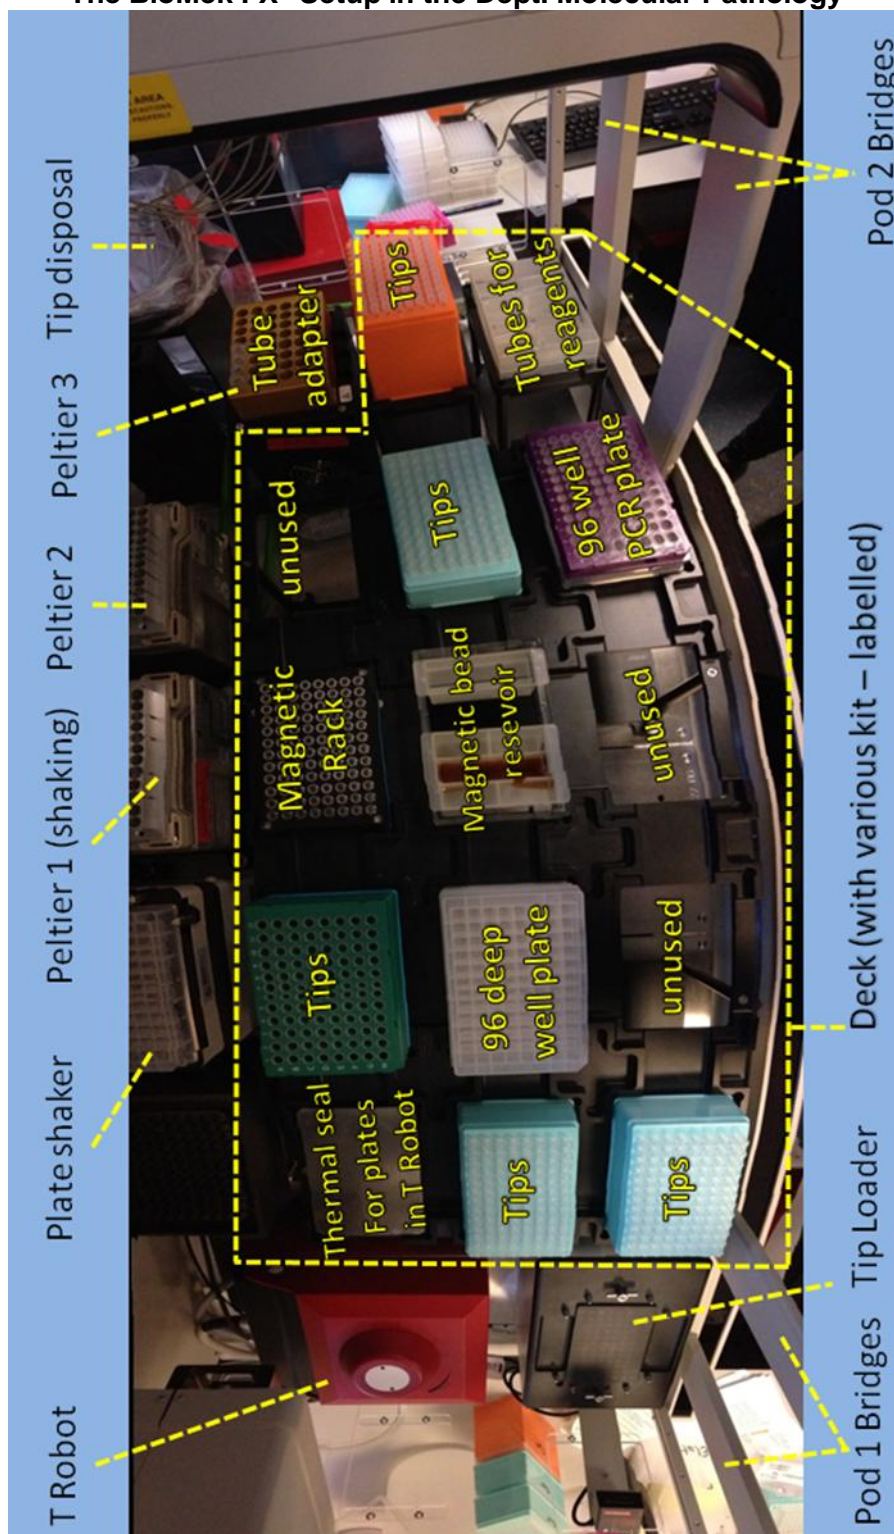 The BioMek FX Setup in the Dept. Molecular Pathology
T Robot
Plate shaker
Peltier 1 (shaking)
Peltier 2
Peltier 3
Tip disposal
AREA
PROPERLY
Thermal seal
For plates
in T Robot
Tips
Magnetic
Rack
unused
Tube
adapter
Tips
96 deep
well plate
Magnetic bead
resevoir
Tips
Tips
Tips
unused
unused
96 well
PCR plate
Tubes for
reagents
Tips
Pod 1 Bridges
Tip Loader
Deck (with various kit – labelled)
Pod 2 Bridges